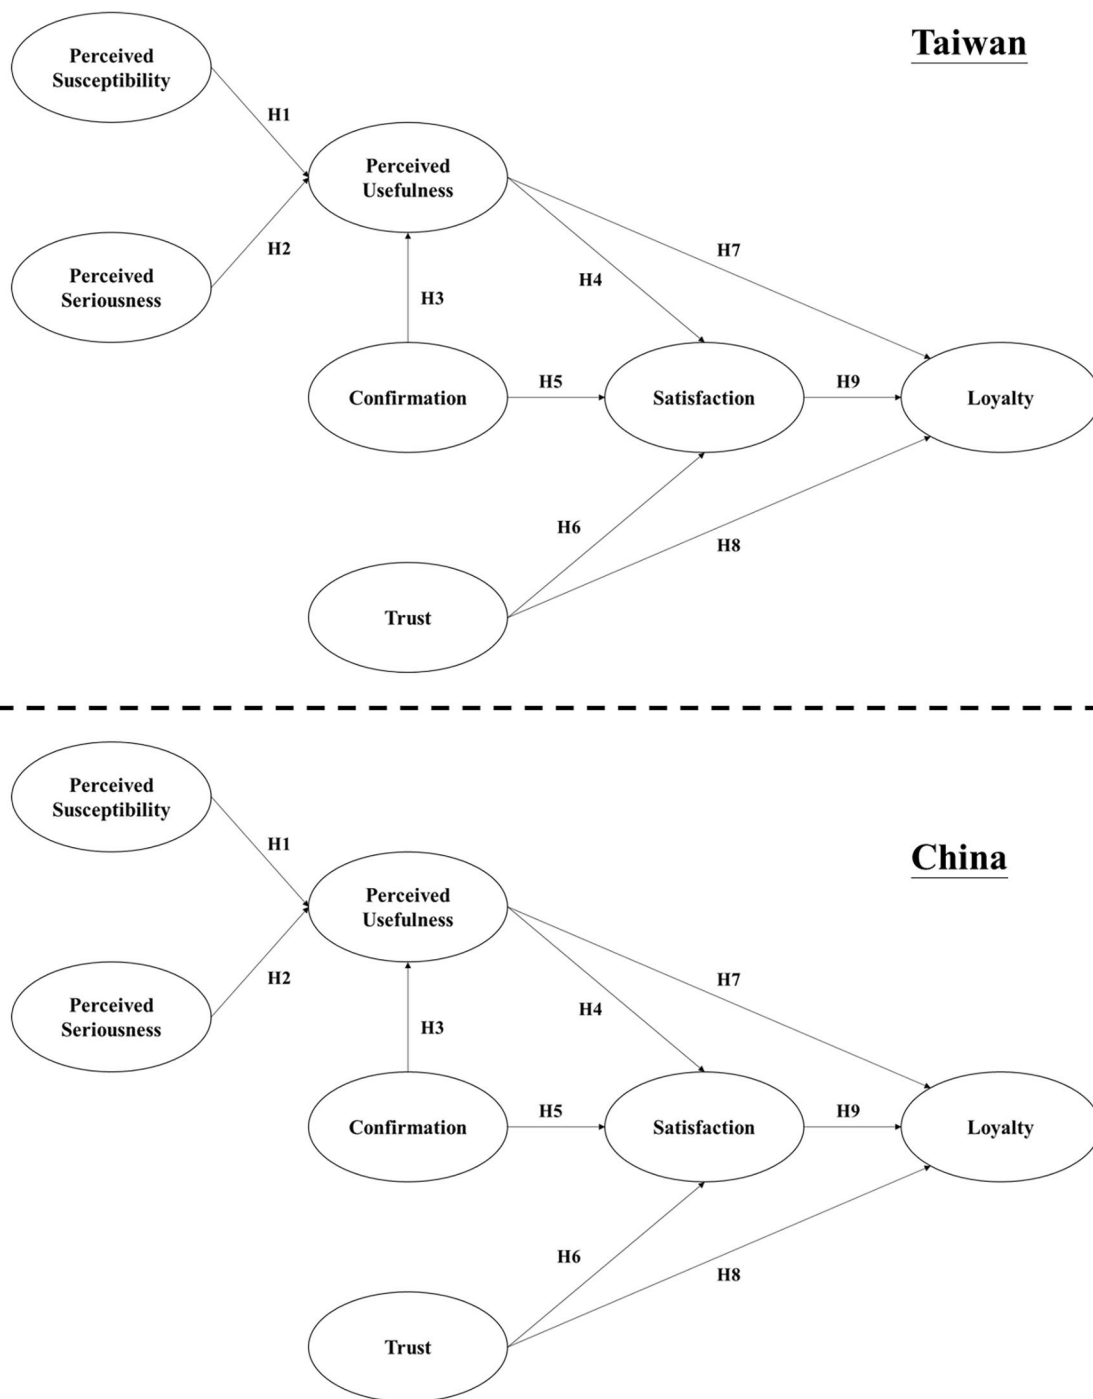 Taiwan
Perceived
Susceptibility
H1
Perceived
Usefulness
H2
H7
Perceived
Seriousness
H4
H3
H5
H9
Confirmation
Satisfaction
Loyalty
H6
H8
Trust
Perceived
Susceptibility
H1
China
Perceived
Usefulness
H2
H7
Perceived
Seriousness
H4
H3
H5
H9
Confirmation
Satisfaction
Loyalty
H6
H8
Trust